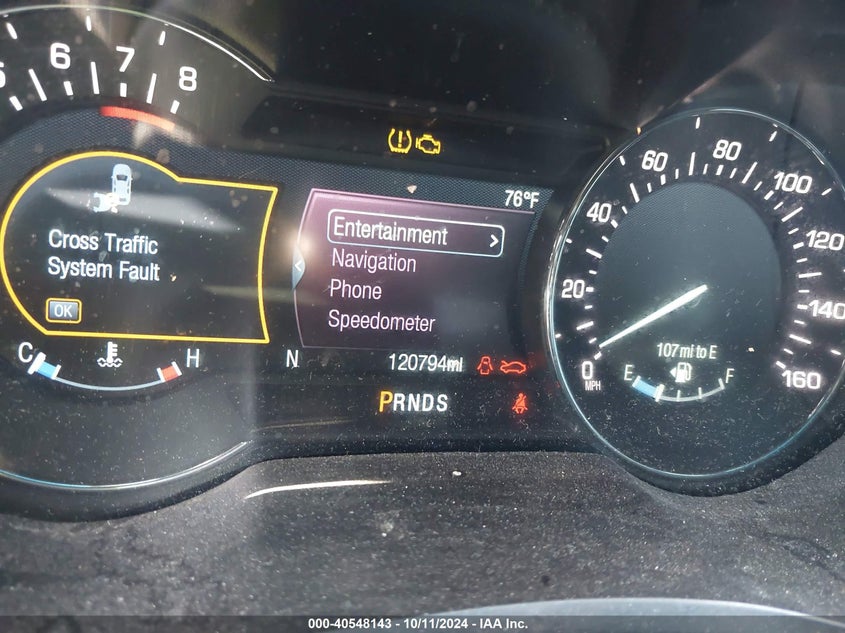 5 6 7 8
Cross Traffic
System Fault
OK
C H
76°F
Entertainment >
Navigation
Phone
Speedometer
N 120794mi
PRNDS
0 20 40 60 80 100 120 140 160
MPH
107 mi to E
E F
000-40548143 - 10/11/2024 - IAA Inc.